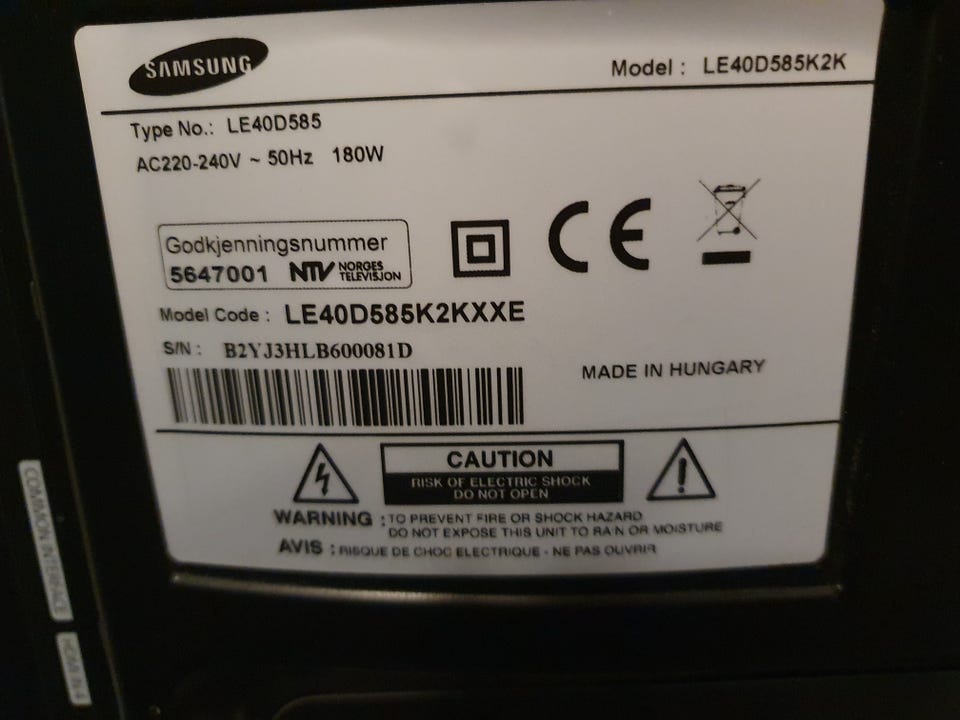 SAMSUNG
Model : LE40D585K2K
Type No.: LE40D585
AC220-240V ~ 50Hz 180W
Godkjenningsnummer
5647001 NTV NORGES TELEVISJON
CE
Model Code : LE40D585K2KXXE
S/N : B2YJ3HLB600081D
MADE IN HUNGARY
CAUTION
RISK OF ELECTRIC SHOCK
DO NOT OPEN
WARNING : TO PREVENT FIRE OR SHOCK HAZARD
DO NOT EXPOSE THIS UNIT TO RAIN OR MOISTURE
AVIS : RISQUE DE CHOC ELECTRIQUE - NE PAS OUVRIR
COMMON INTERFACE
HDMI IN 4